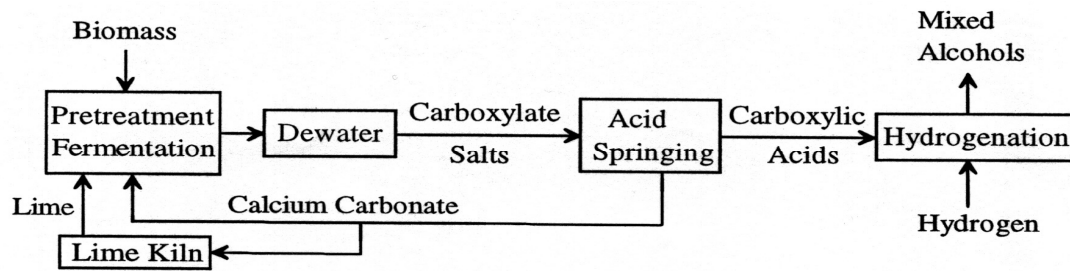 Biomass
Pretreatment
Fermentation
Dewater
Carboxylate
Salts
Acid
Springing
Carboxylic
Acids
Mixed
Alcohols
Hydrogenation
Hydrogen
Lime
Calcium Carbonate
Lime Kiln